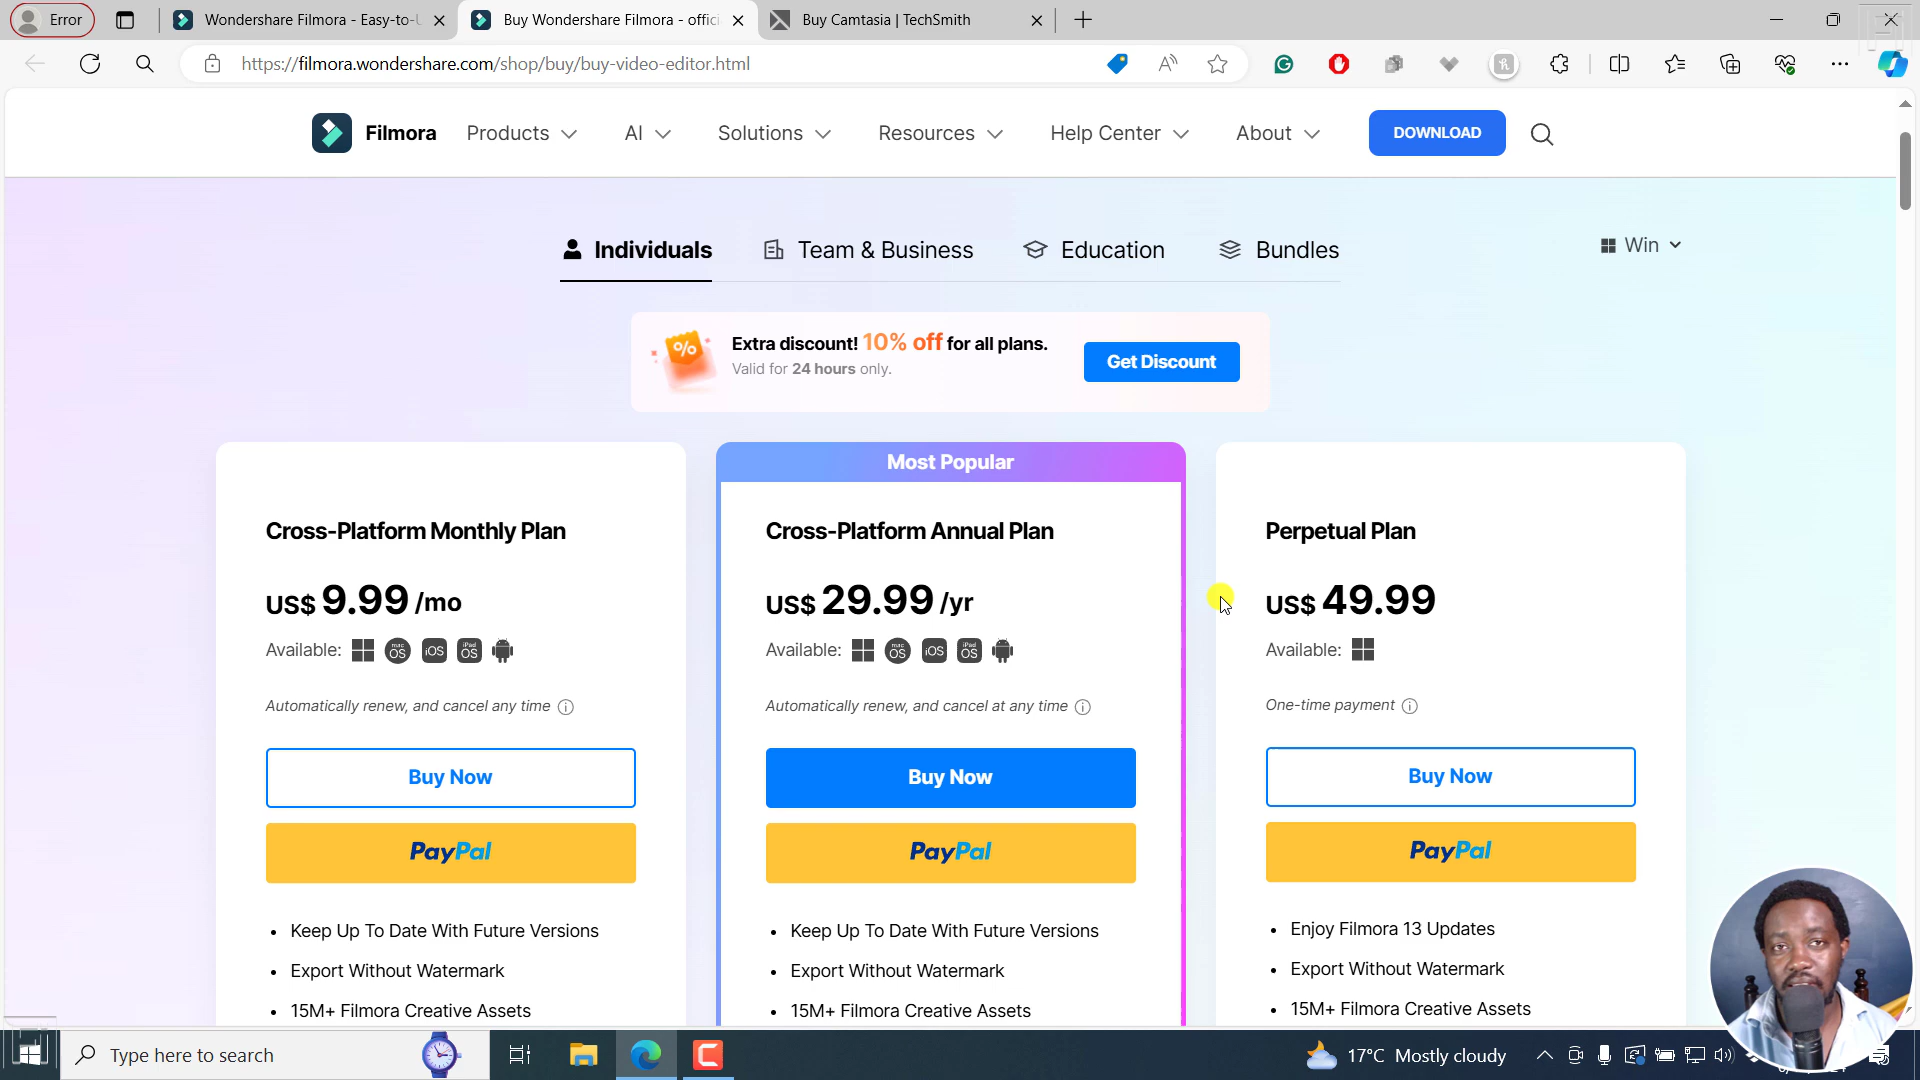 Error
Wondershare Filmora - Easy-to-U
Buy Wondershare Filmora - offici
Buy Camtasia | TechSmith
https://filmora.wondershare.com/shop/buy/buy-video-editor.html
Filmora
Products
AI
Solutions
Resources
Help Center
About
DOWNLOAD
Individuals
Team & Business
Education
Bundles
Win
Extra discount! 10% off for all plans.
Valid for 24 hours only.
Get Discount
Most Popular
Cross-Platform Monthly Plan
US$ 9.99 /mo
Available: macOS iOS iPadOS
Automatically renew, and cancel any time
Buy Now
PayPal
Keep Up To Date With Future Versions
Export Without Watermark
15M+ Filmora Creative Assets
Cross-Platform Annual Plan
US$ 29.99 /yr
Available: macOS iOS iPadOS
Automatically renew, and cancel at any time
Buy Now
PayPal
Keep Up To Date With Future Versions
Export Without Watermark
15M+ Filmora Creative Assets
Perpetual Plan
US$ 49.99
Available:
One-time payment
Buy Now
PayPal
Enjoy Filmora 13 Updates
Export Without Watermark
15M+ Filmora Creative Assets
Type here to search
17°C Mostly cloudy